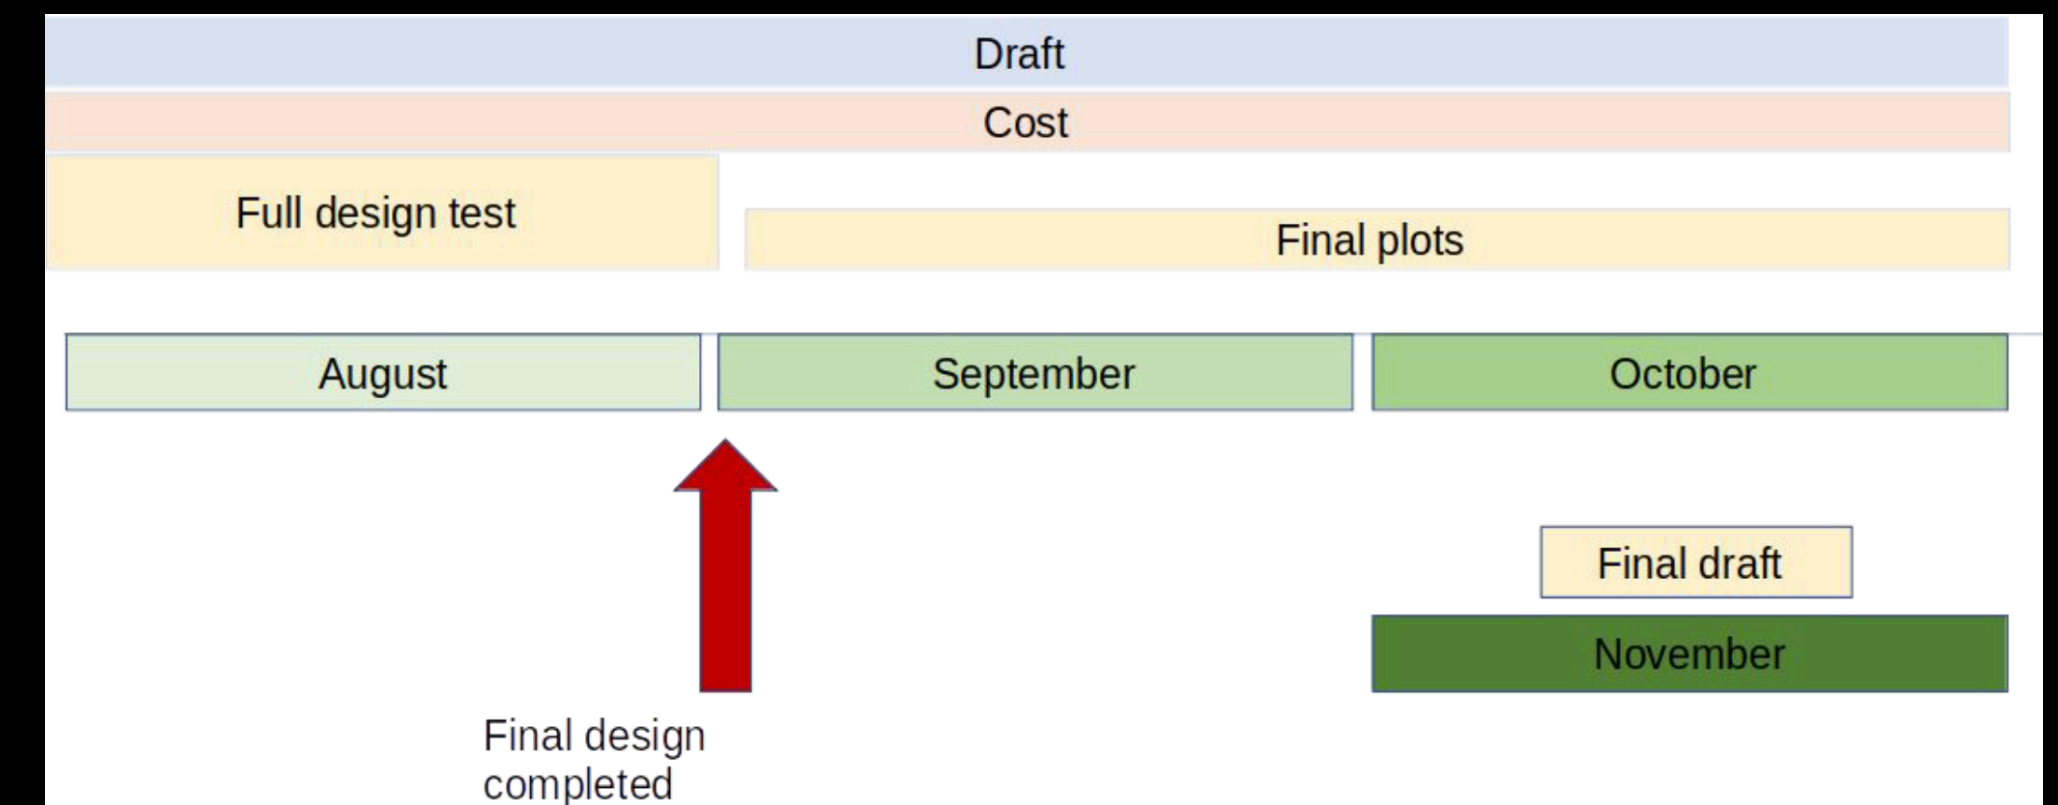 Draft
Cost
Full design test
Final plots
August
September
October
Final draft
November
Final design
completed